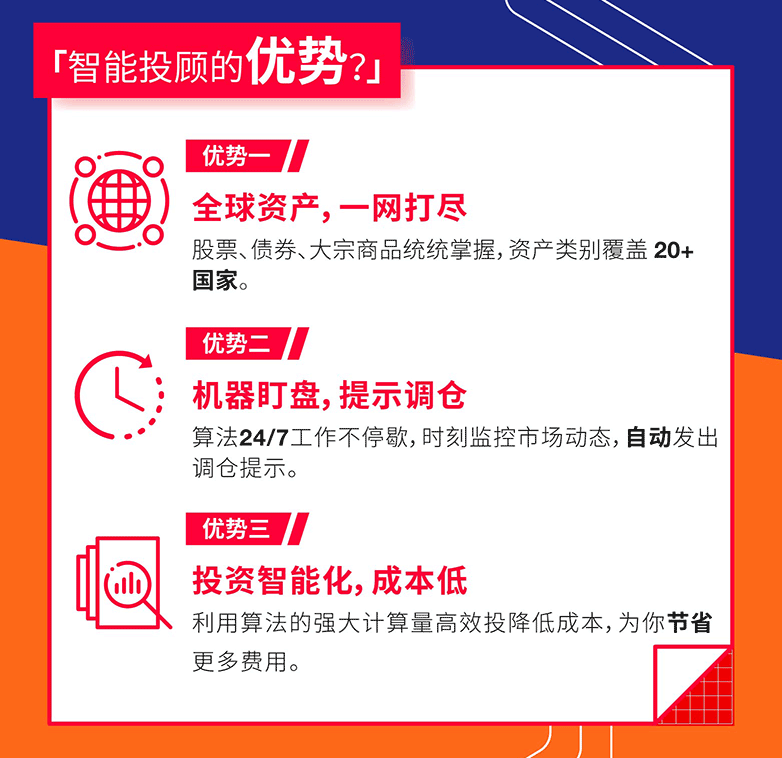 「智能投顾的优势?」
优势一
全球资产，一网打尽
股票、债券、大宗商品统统掌握，资产类别覆盖 20+
国家。
优势二
机器盯盘，提示调仓
算法24/7工作不停歇，时刻监控市场动态，自动发出
调仓提示。
优势三
投资智能化，成本低
利用算法的强大计算量高效投降低成本，为你节省
更多费用。